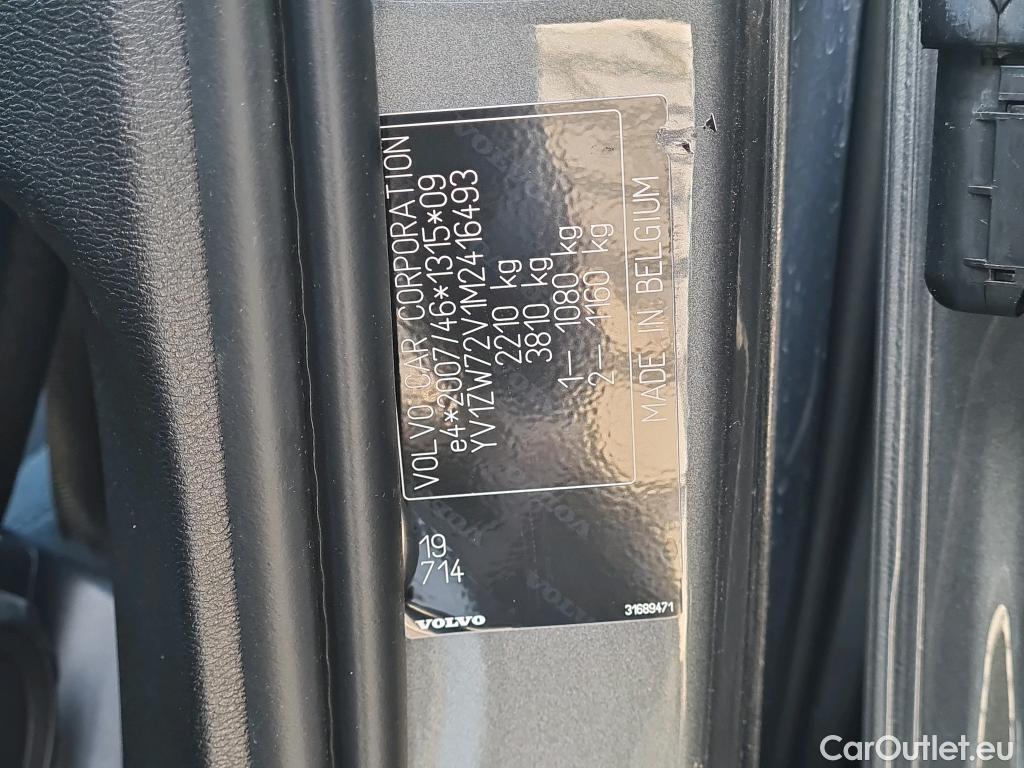 VOLVO CAR CORPORATION
e4*2007/46*1315*09
YV1ZW72V1M2416493
2210 kg
3810 kg
1— 1080 kg
2— 1160 kg
MADE IN BELGIUM
19
714
VOLVO
31689471
CarOutlet.eu